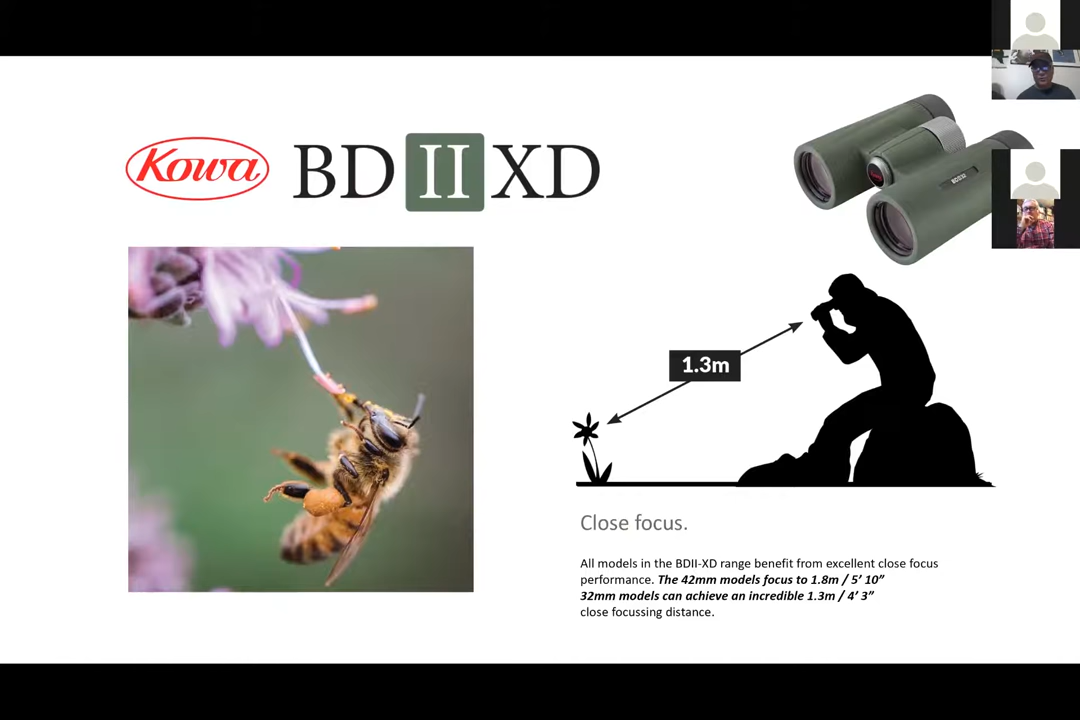 Kowa BD II XD
BDII-XD
1.3m
Close focus.
All models in the BDII-XD range benefit from excellent close focus
performance. The 42mm models focus to 1.8m / 5’ 10”
32mm models can achieve an incredible 1.3m / 4’ 3”
close focussing distance.